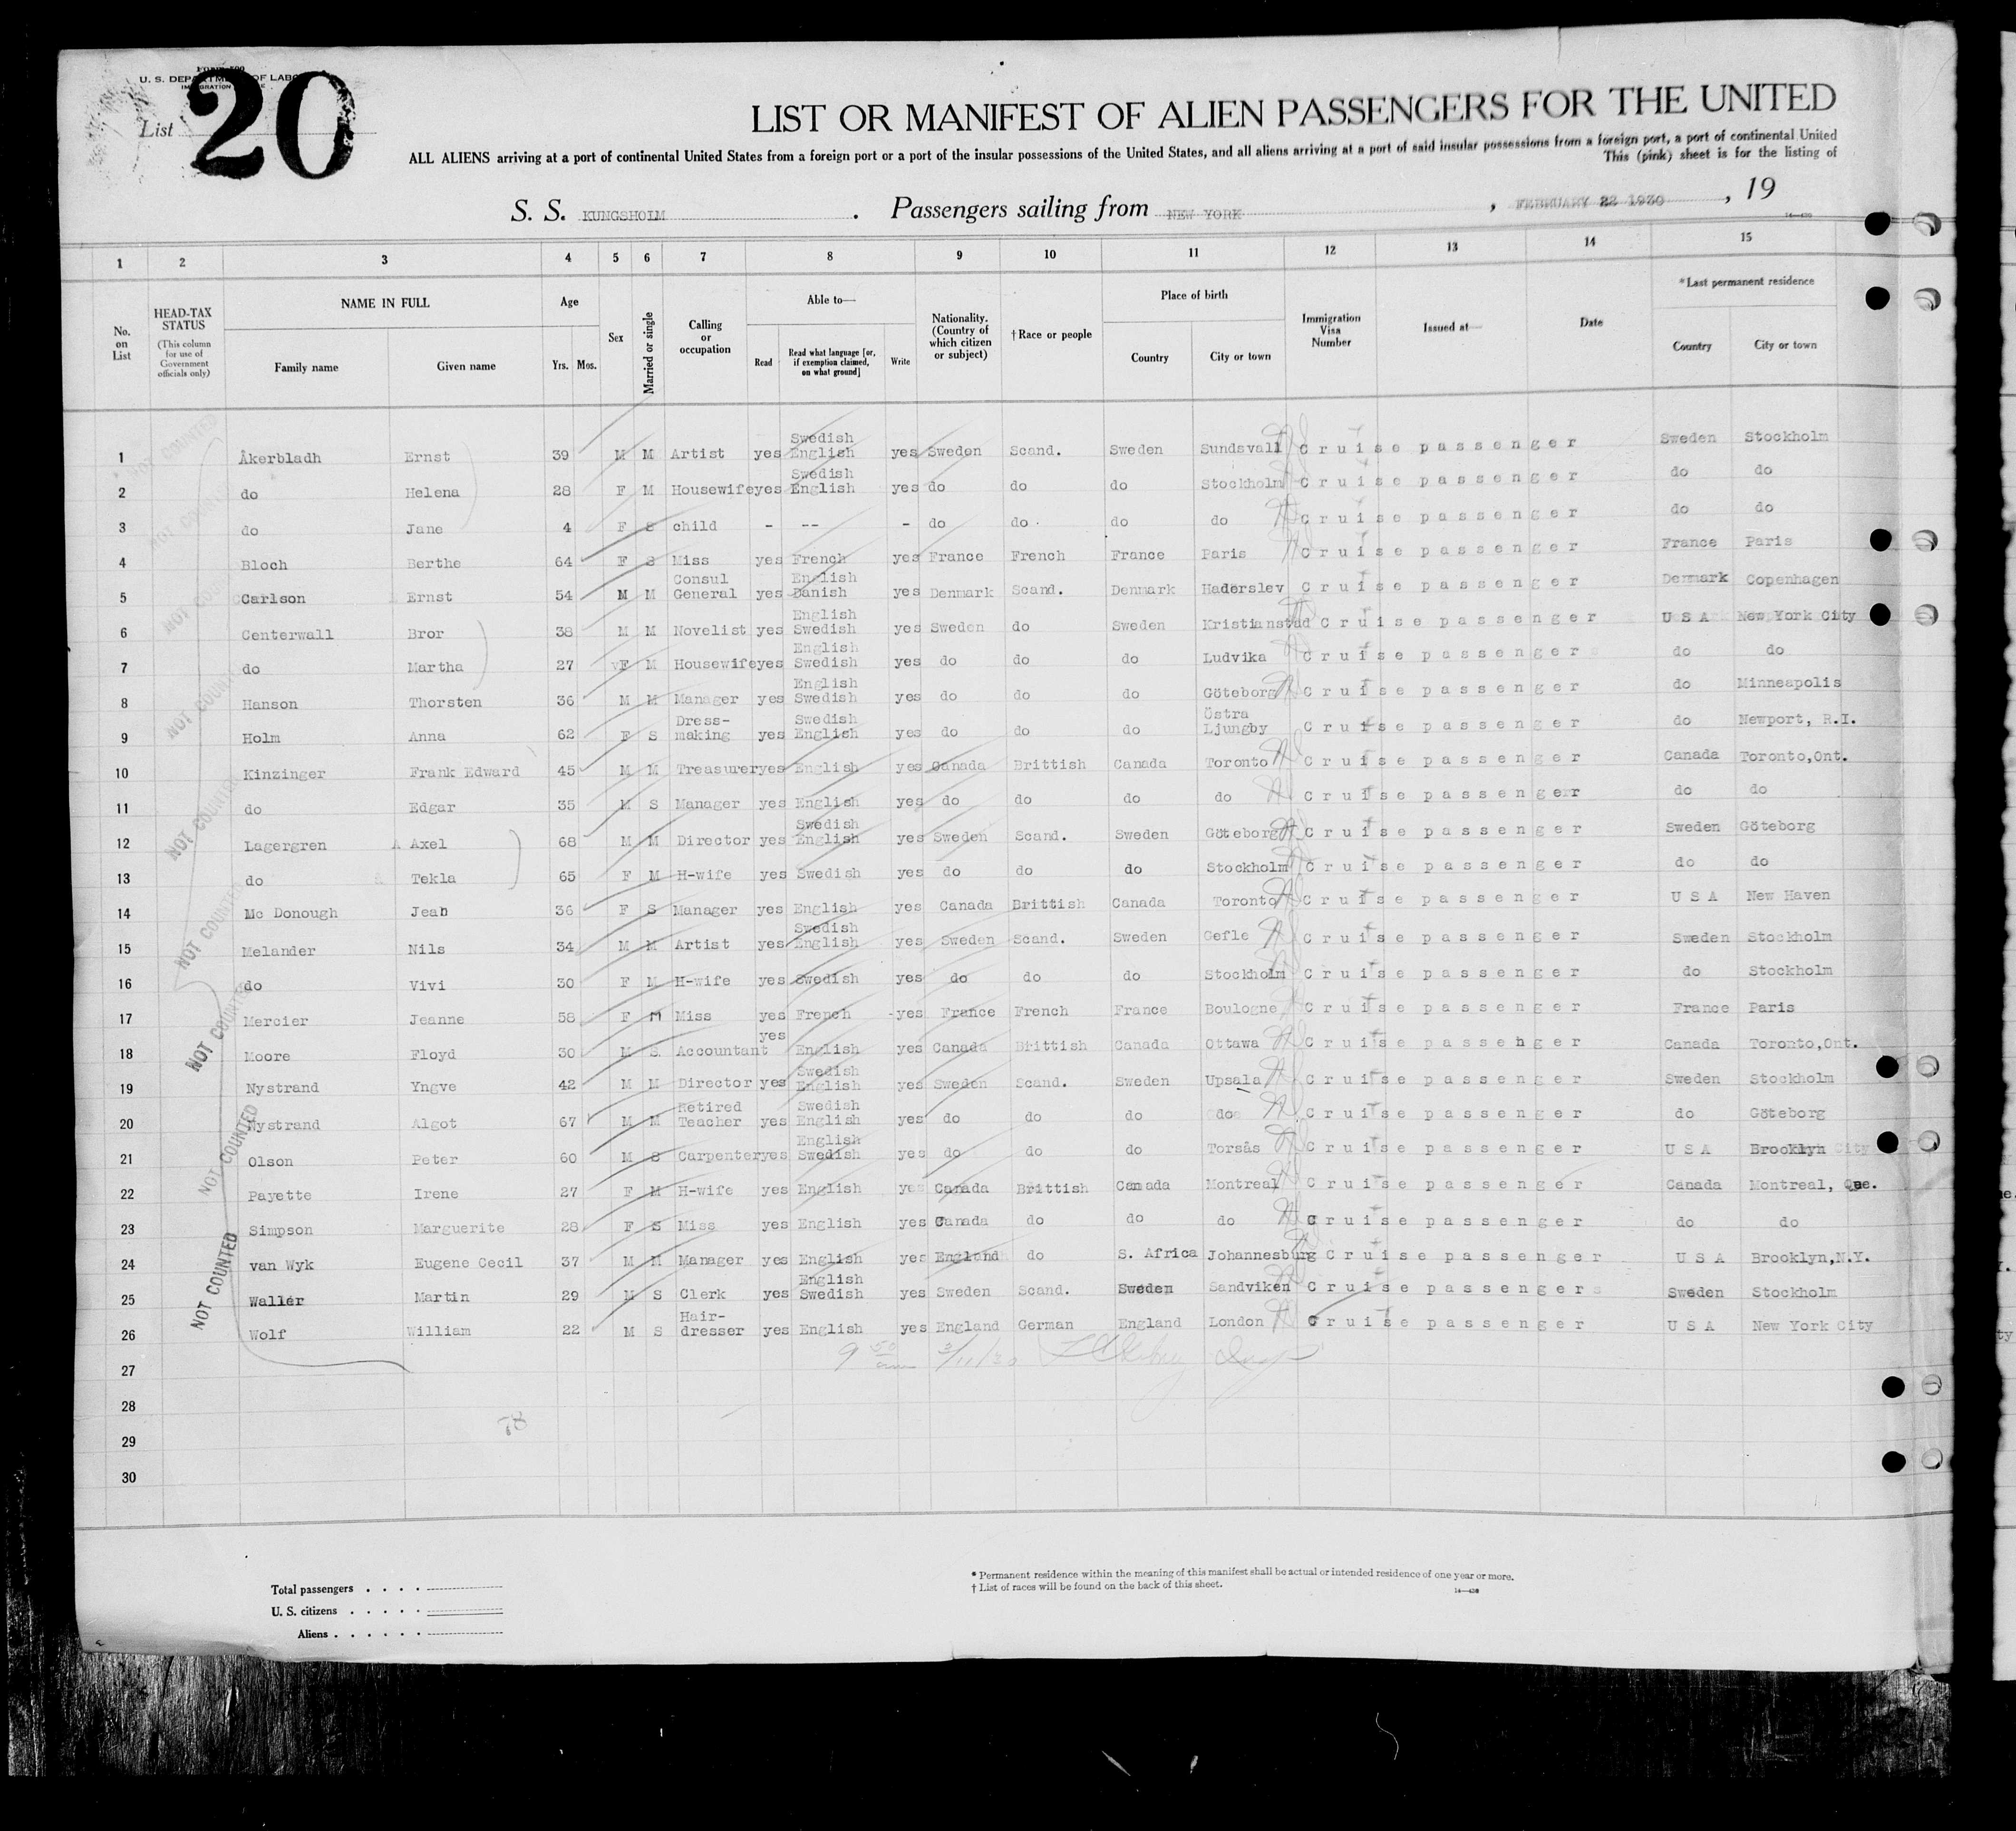 FORM 500
U. S. DEPARTMENT OF LABOR
IMMIGRATION SERVICE
List 20
LIST OR MANIFEST OF ALIEN PASSENGERS FOR THE UNITED
ALL ALIENS arriving at a port of continental United States from a foreign port or a port of the insular possessions of the United States, and all aliens arriving at a port of said insular possessions from a foreign port, a port of continental United
This (pink) sheet is for the listing of
S. S. KUNGSHOLM . Passengers sailing from NEW YORK , FEBRUARY 22 1930 , 19
1 2 3 4 5 6 7 8 9 10 11 12 13 14 15
No. on List
HEAD-TAX STATUS (This column for use of Government officials only)
NAME IN FULL Family name Given name
Age Yrs. Mos.
Sex
Married or single
Calling or occupation
Able to— Read Read what language [or, if exemption claimed, on what ground] Write
Nationality. (Country of which citizen or subject)
† Race or people
Place of birth Country City or town
Immigration Visa Number
Issued at—
Date
* Last permanent residence Country City or town
1 Åkerbladh Ernst 39 M M Artist yes Swedish English yes Sweden Scand. Sweden Sundsvall Cruise passenger Sweden Stockholm
2 do Helena 28 F M Housewife yes Swedish English yes do do do Stockholm Cruise passenger do do
3 do Jane 4 F S child - -- - do do do do Cruise passenger do do
4 Bloch Berthe 64 F S Miss yes French yes France French France Paris Cruise passenger France Paris
5 Carlson Ernst 54 M M Consul General yes English Danish yes Denmark Scand. Denmark Haderslev Cruise passenger Denmark Copenhagen
6 Centerwall Bror 38 M M Novelist yes English Swedish yes Sweden do Sweden Kristianstad Cruise passenger U S A New York City
7 do Martha 27 F M Housewife yes English Swedish yes do do do Ludvika Cruise passenger do do
8 Hanson Thorsten 36 M M Manager yes English Swedish yes do do do Göteborg Cruise passenger do Minneapolis
9 Holm Anna 62 F S Dress-making yes Swedish English yes do do do Östra Ljungby Cruise passenger do Newport, R.I.
10 Kinzinger Frank Edward 45 M M Treasurer yes English yes Canada Brittish Canada Toronto Cruise passenger Canada Toronto,Ont.
11 do Edgar 35 M S Manager yes English yes do do do do Cruise passenger do do
12 Lagergren A Axel 68 M M Director yes Swedish English yes Sweden Scand. Sweden Göteborg Cruise passenger Sweden Göteborg
13 do Tekla 65 F M H-wife yes Swedish yes do do do Stockholm Cruise passenger do do
14 Mc Donough Jean 36 F S Manager yes English yes Canada Brittish Canada Toronto Cruise passenger U S A New Haven
15 Melander Nils 34 M M Artist yes Swedish English yes Sweden Scand. Sweden Gefle Cruise passenger Sweden Stockholm
16 do Vivi 30 F M H-wife yes Swedish yes do do do Stockholm Cruise passenger do Stockholm
17 Mercier Jeanne 58 F M Miss yes French yes France French France Boulogne Cruise passenger France Paris
18 Moore Floyd 30 M S Accountant yes English yes Canada Brittish Canada Ottawa Cruise passenger Canada Toronto,Ont.
19 Nystrand Yngve 42 M M Director yes Swedish English yes Sweden Scand. Sweden Upsala Cruise passenger Sweden Stockholm
20 Nystrand Algot 67 M M Retired Teacher yes Swedish English yes do do do do Cruise passenger do Göteborg
21 Olson Peter 60 M S Carpenter yes English Swedish yes do do do Torsås Cruise passenger U S A Brooklyn City
22 Payette Irene 27 F M H-wife yes English yes Canada Brittish Canada Montreal Cruise passenger Canada Montreal, Que.
23 Simpson Marguerite 28 F S Miss yes English yes Canada do do do Cruise passenger do do
24 van Wyk Eugene Cecil 37 M M Manager yes English yes England do S. Africa Johannesburg Cruise passenger U S A Brooklyn,N.Y.
25 Waller Martin 29 M S Clerk yes English Swedish yes Sweden Scand. Sweden Sandviken Cruise passenger Sweden Stockholm
26 Wolf William 22 M S Hair-dresser yes English yes England German England London Cruise passenger U S A New York City
27 9 50 am 3/11/30
28
29 78
30
NOT COUNTED
NOT COUNTED
NOT COUNTED
NOT COUNTED
NOT COUNTED
NOT COUNTED
NOT COUNTED
NOT COUNTED
NOT COUNTED
Total passengers . . . .
U. S. citizens . . . . .
Aliens . . . . . .
* Permanent residence within the meaning of this manifest shall be actual or intended residence of one year or more.
† List of races will be found on the back of this sheet.